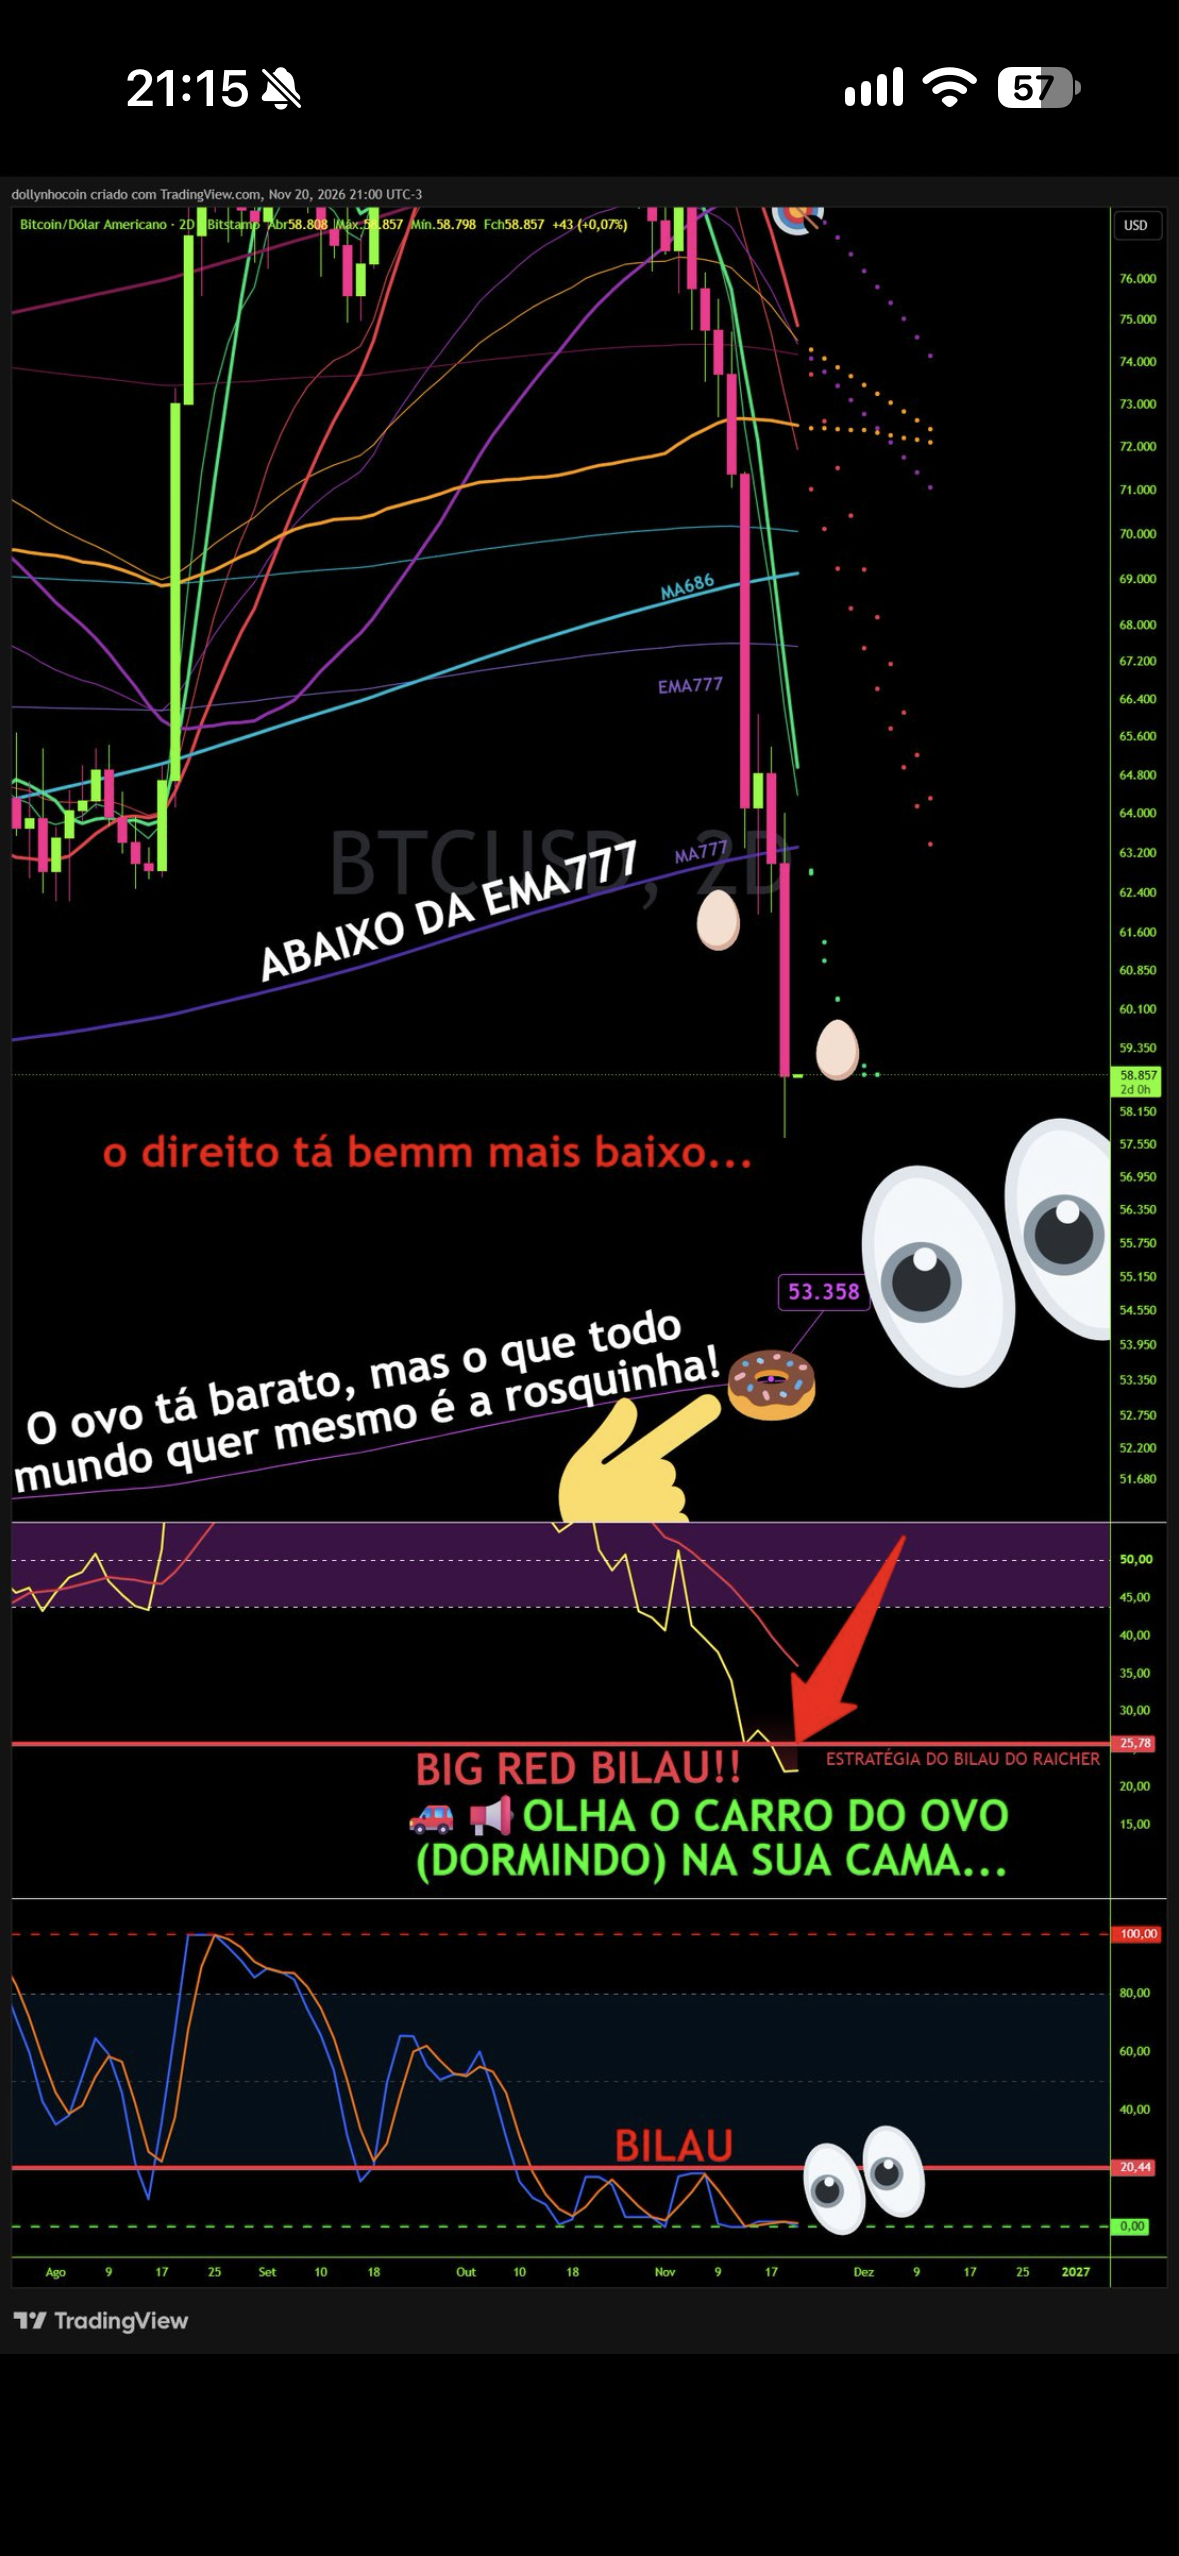 21:15
57
dollynhocoin criado com TradingView.com, Nov 20, 2026 21:00 UTC-3
Bitcoin/Dólar Americano · 2D Bitstamp Abr58.808 Máx.58.857 Mín.58.798 Fch58.857 +43 (+0,07%)
USD
76.000
75.000
74.000
73.000
72.000
71.000
70.000
69.000
MA686
68.000
67.200
EMA777
66.400
65.600
64.800
64.000
BTCUSD, 2D
MA777
63.200
ABAIXO DA EMA777
62.400
61.600
60.850
60.100
59.350
58.857
2d 0h
58.150
o direito tá bemm mais baixo...
57.550
56.950
56.350
55.750
55.150
53.358
54.550
53.950
O ovo tá barato, mas o que todo
mundo quer mesmo é a rosquinha!
53.350
52.750
52.200
51.680
50,00
45,00
40,00
35,00
30,00
25,78
BIG RED BILAU!!
ESTRATÉGIA DO BILAU DO RAICHER
20,00
OLHA O CARRO DO OVO
15,00
(DORMINDO) NA SUA CAMA...
100,00
80,00
60,00
40,00
BILAU
20,44
0,00
Ago 9 17 25 Set 10 18 Out 10 18 Nov 9 17 Dez 9 17 25 2027
TradingView